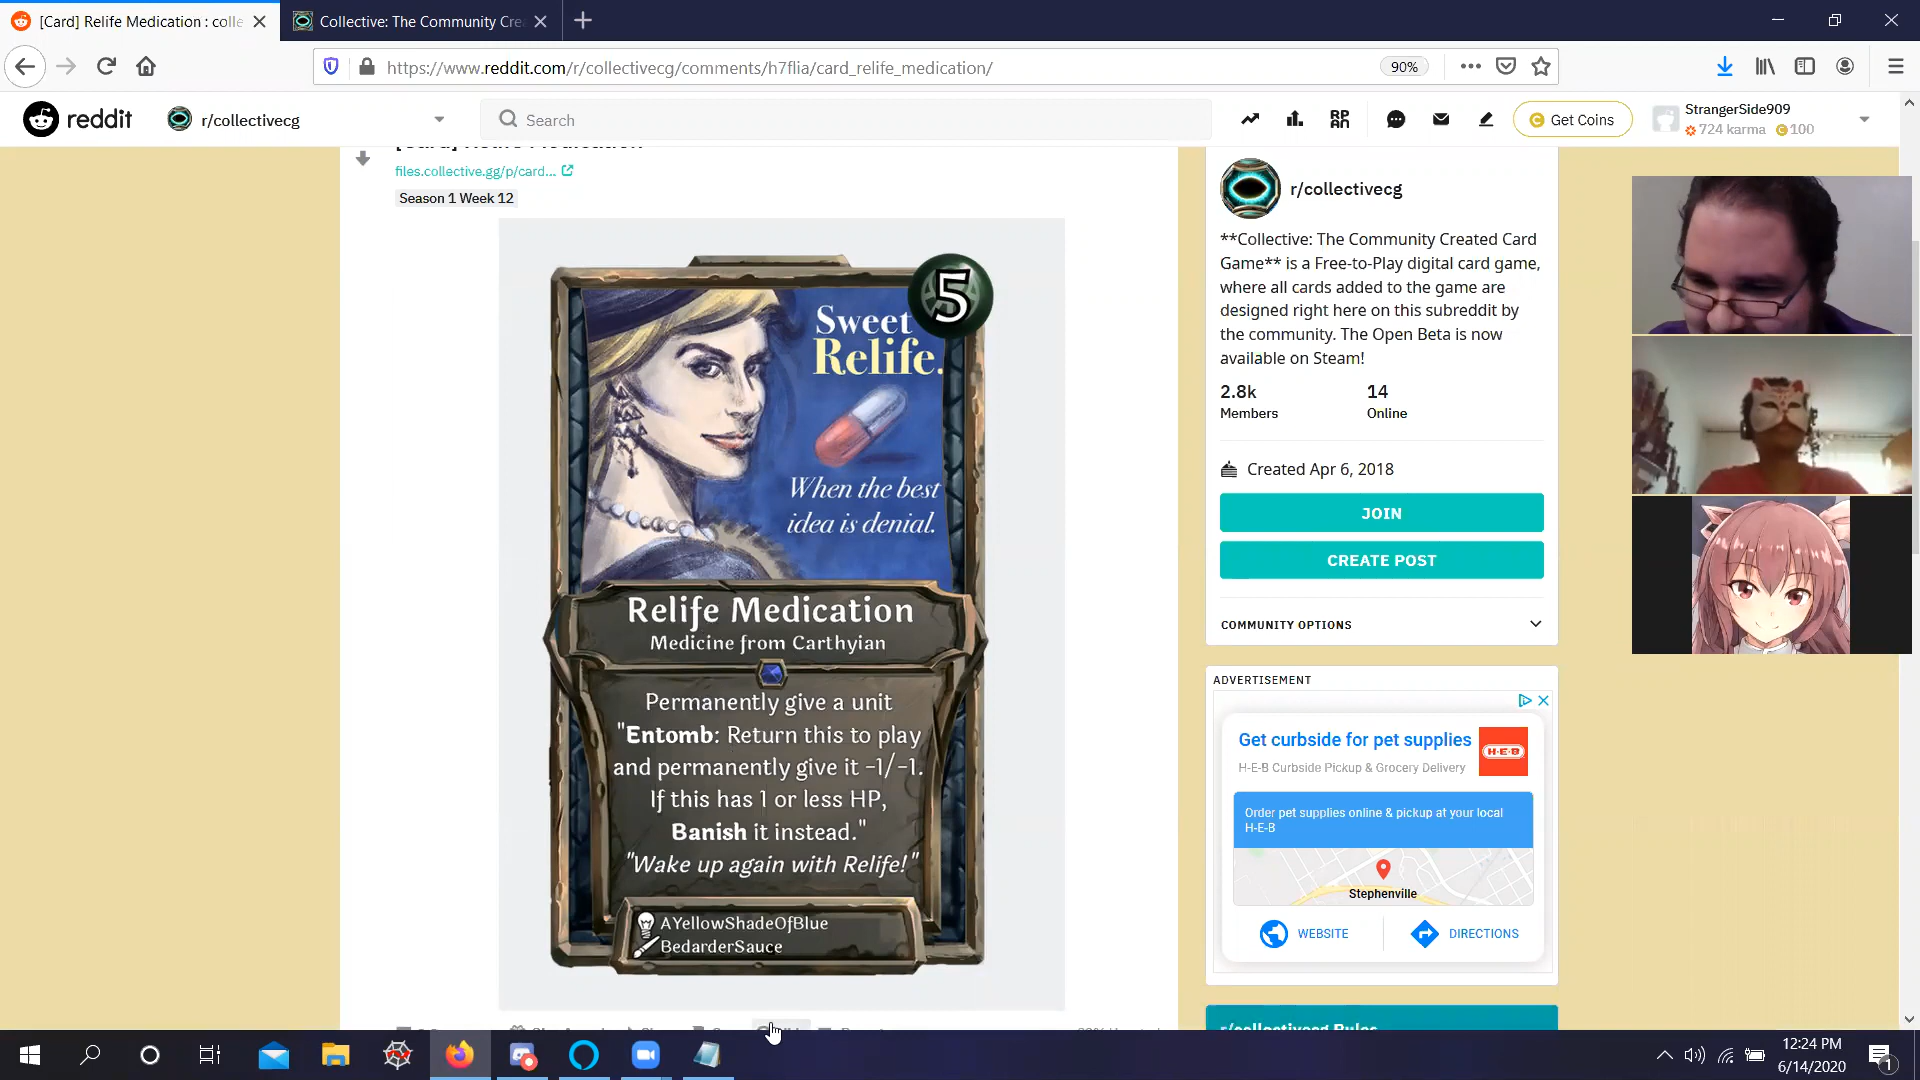 [Card] Relife Medication : colle
Collective: The Community Cre
https://www.reddit.com/r/collectivecg/comments/h7flia/card_relife_medication/
90%
reddit
r/collectivecg
Search
Get Coins
StrangerSide909
724 karma
100
[Card] Relife Medication
files.collective.gg/p/card...
Season 1 Week 12
5
Sweet
Relife.
When the best
idea is denial.
Relife Medication
Medicine from Carthyian
Permanently give a unit
"Entomb: Return this to play
and permanently give it -1/-1.
If this has 1 or less HP,
Banish it instead."
"Wake up again with Relife!"
AYellowShadeOfBlue
BedarderSauce
r/collectivecg
**Collective: The Community Created Card
Game** is a Free-to-Play digital card game,
where all cards added to the game are
designed right here on this subreddit by
the community. The Open Beta is now
available on Steam!
2.8k
14
Members
Online
Created Apr 6, 2018
JOIN
CREATE POST
COMMUNITY OPTIONS
ADVERTISEMENT
Get curbside for pet supplies
H-E-B
H-E-B Curbside Pickup & Grocery Delivery
Order pet supplies online & pickup at your local
H-E-B
Stephenville
WEBSITE
DIRECTIONS
r/collectivecg Rules
12:24 PM
6/14/2020
1